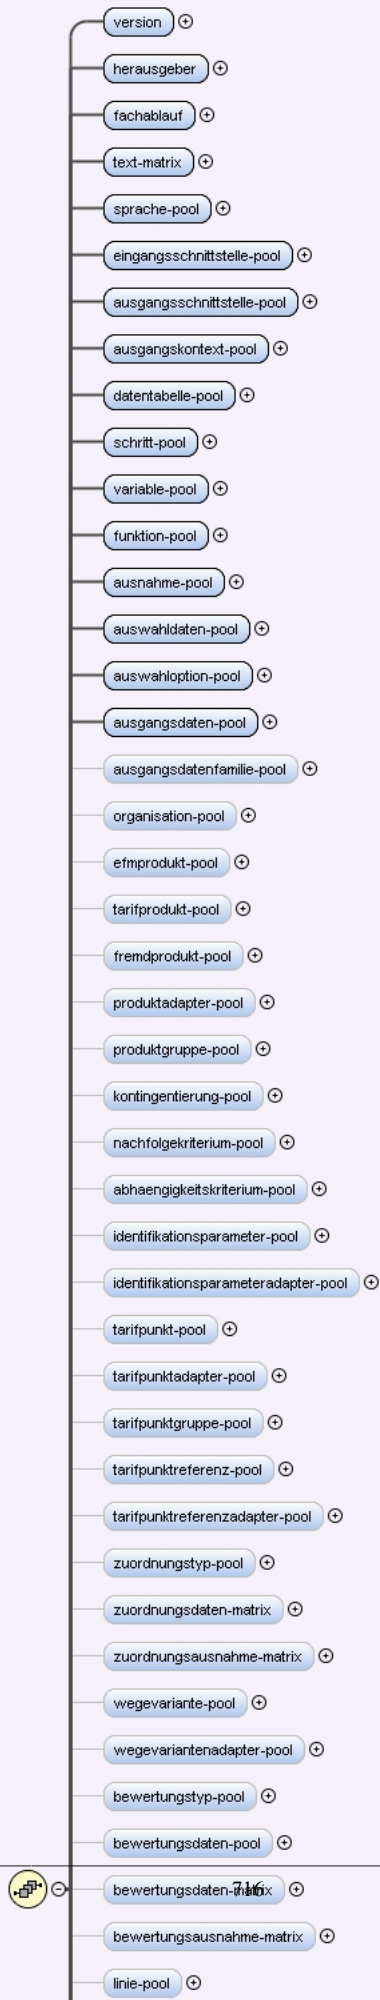 version
herausgeber
fachablauf
text-matrix
sprache-pool
eingangsschnittstelle-pool
ausgangsschnittstelle-pool
ausgangskontext-pool
datentabelle-pool
schritt-pool
variable-pool
funktion-pool
ausnahme-pool
auswahldaten-pool
auswahloption-pool
ausgangsdaten-pool
ausgangsdatenfamilie-pool
organisation-pool
efmprodukt-pool
tarifprodukt-pool
fremdprodukt-pool
produktadapter-pool
produktgruppe-pool
kontingentierung-pool
nachfolgekriterium-pool
abhaengigkeitskriterium-pool
identifikationsparameter-pool
identifikationsparameteradapter-pool
tarifpunkt-pool
tarifpunktadapter-pool
tarifpunktgruppe-pool
tarifpunktreferenz-pool
tarifpunktreferenzadapter-pool
zuordnungstyp-pool
zuordnungsdaten-matrix
zuordnungsausnahme-matrix
wegevariante-pool
wegevariantenadapter-pool
bewertungstyp-pool
bewertungsdaten-pool
bewertungsdaten-matrix
716
bewertungsausnahme-matrix
linie-pool